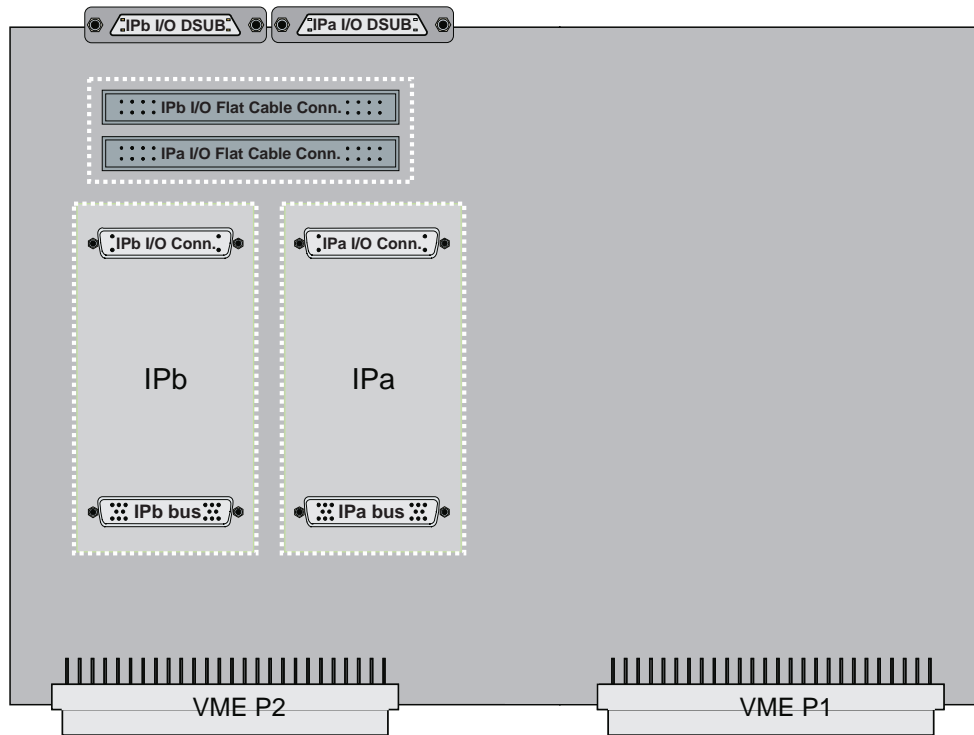 IPb I/O DSUB
IPa I/O DSUB
IPb I/O Flat Cable Conn.
IPa I/O Flat Cable Conn.
IPb I/O Conn.
IPa I/O Conn.
IPb
IPa
IPb bus
IPa bus
VME P2
VME P1